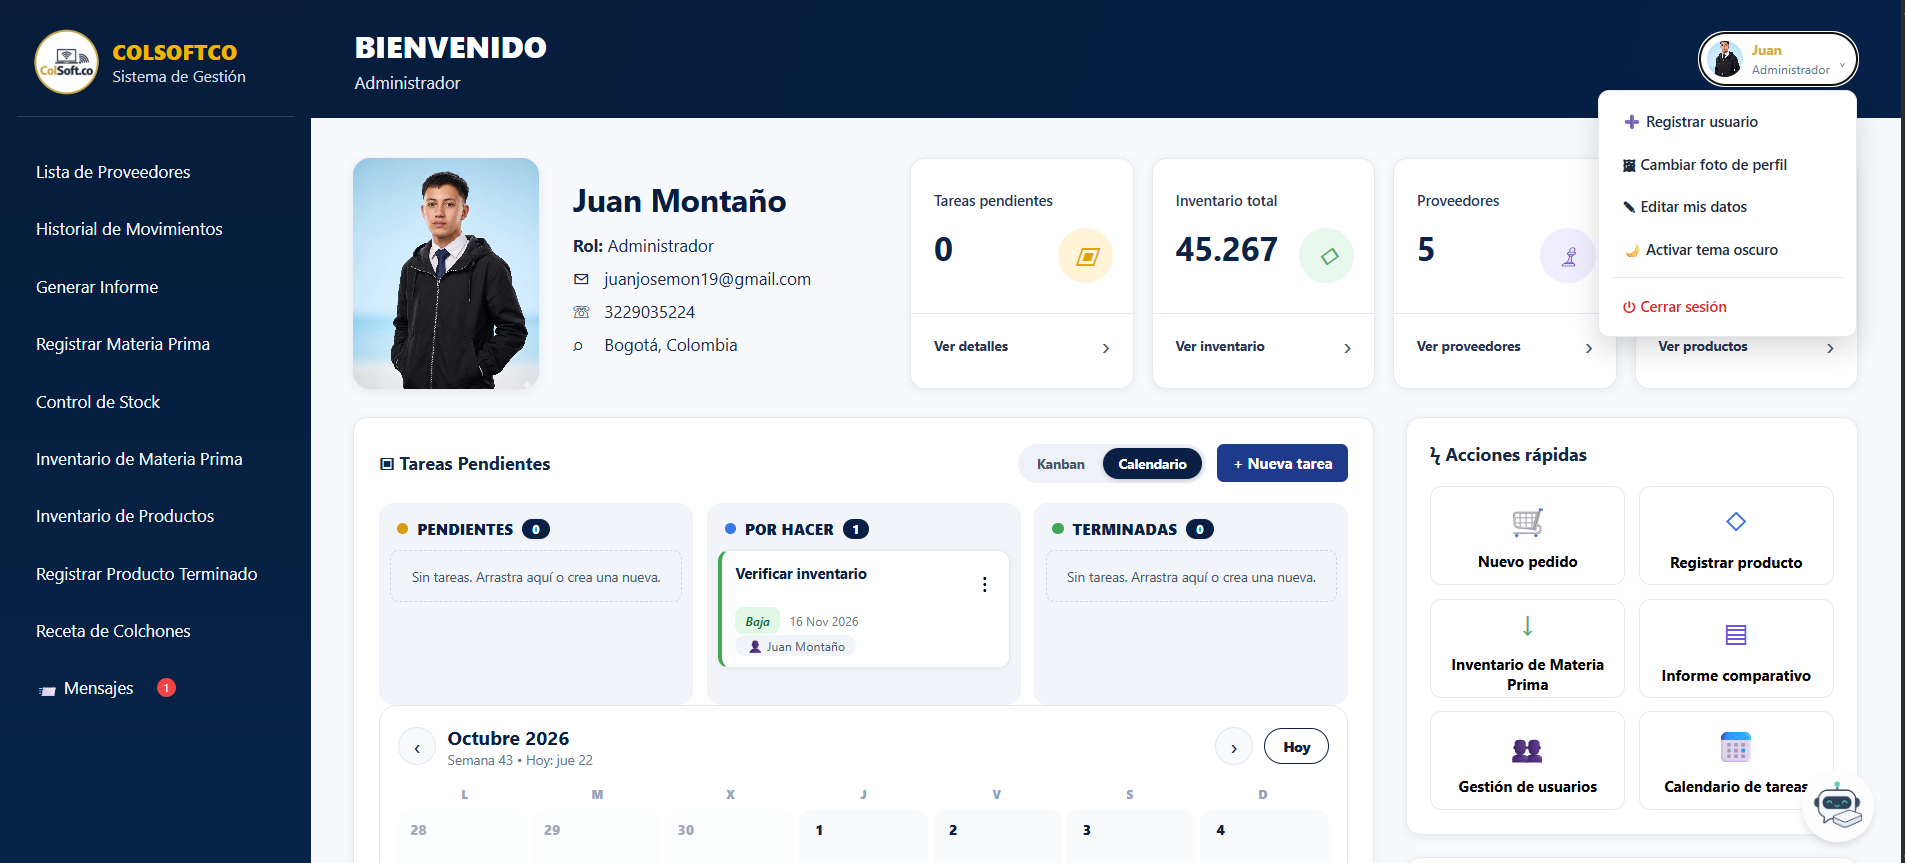 ColSoft.co
COLSOFTCO
Sistema de Gestión
Lista de Proveedores
Historial de Movimientos
Generar Informe
Registrar Materia Prima
Control de Stock
Inventario de Materia Prima
Inventario de Productos
Registrar Producto Terminado
Receta de Colchones
Mensajes 1
BIENVENIDO
Administrador
Juan
Administrador
Registrar usuario
Cambiar foto de perfil
Editar mis datos
Activar tema oscuro
Cerrar sesión
Juan Montaño
Rol: Administrador
juanjosemon19@gmail.com
3229035224
Bogotá, Colombia
Tareas pendientes
0
Ver detalles
Inventario total
45.267
Ver inventario
Proveedores
5
Ver proveedores
Ver productos
Tareas Pendientes
Kanban
Calendario
+ Nueva tarea
PENDIENTES 0
Sin tareas. Arrastra aquí o crea una nueva.
POR HACER 1
Verificar inventario
Baja 16 Nov 2026
Juan Montaño
TERMINADAS 0
Sin tareas. Arrastra aquí o crea una nueva.
Octubre 2026
Semana 43 • Hoy: jue 22
Hoy
L M X J V S D
28 29 30 1 2 3 4
Acciones rápidas
Nuevo pedido
Registrar producto
Inventario de Materia
Prima
Informe comparativo
Gestión de usuarios
Calendario de tareas